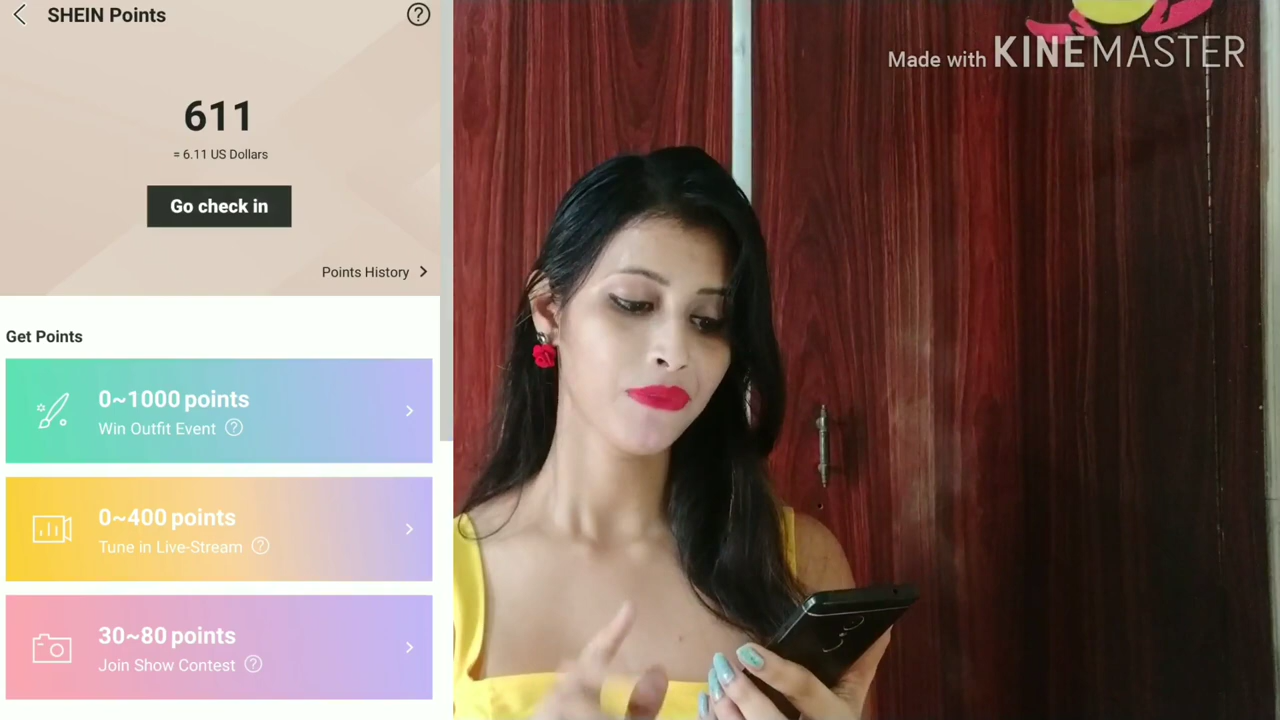 SHEIN Points
?
611
= 6.11 US Dollars
Go check in
Points History
Get Points
0~1000 points
Win Outfit Event ?
0~400 points
Tune in Live-Stream ?
30~80 points
Join Show Contest ?
Made with KINEMASTER